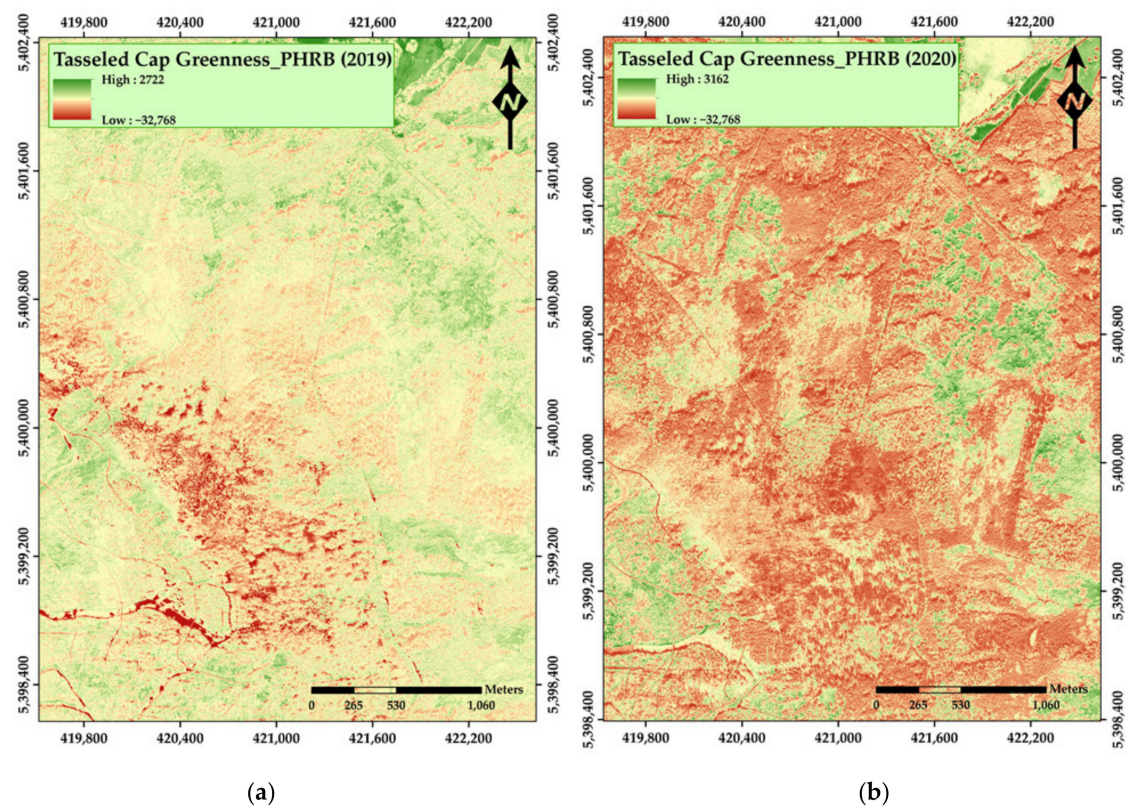 419,800 420,400 421,000 421,600 422,200
419,800 420,400 421,000 421,600 422,200
5,402,400
5,401,600
5,400,800
5,400,000
5,399,200
5,398,400
Tasseled Cap Greenness_PHRB (2019)
High : 2722
Low : −32,768
N
Meters
0 265 530 1,060
5,402,400
5,401,600
5,400,800
5,400,000
5,399,200
5,398,400
419,800 420,400 421,000 421,600 422,200
5,402,400
5,401,600
5,400,800
5,400,000
5,399,200
5,398,400
Tasseled Cap Greenness_PHRB (2020)
High : 3162
Low : −32,768
N
Meters
0 265 530 1,060
5,402,400
5,401,600
5,400,800
5,400,000
5,399,200
5,398,400
419,800 420,400 421,000 421,600 422,200
(a)
(b)